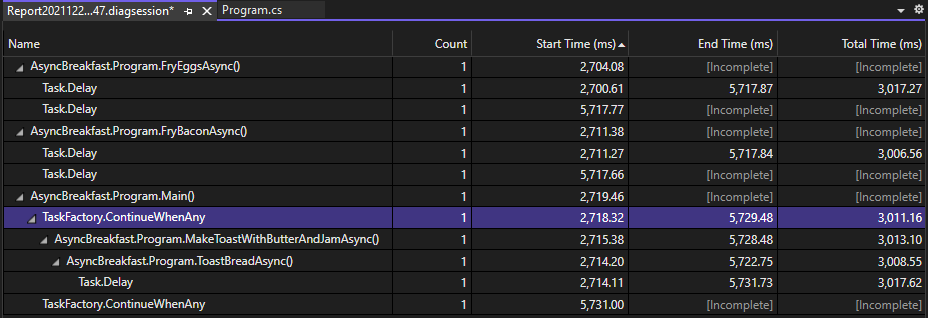 Report2021122...47.diagsession* Program.cs
Name Count Start Time (ms) End Time (ms) Total Time (ms)
AsyncBreakfast.Program.FryEggsAsync() 1 2,704.08 [Incomplete] [Incomplete]
Task.Delay 1 2,700.61 5,717.87 3,017.27
Task.Delay 1 5,717.77 [Incomplete] [Incomplete]
AsyncBreakfast.Program.FryBaconAsync() 1 2,711.38 [Incomplete] [Incomplete]
Task.Delay 1 2,711.27 5,717.84 3,006.56
Task.Delay 1 5,717.66 [Incomplete] [Incomplete]
AsyncBreakfast.Program.Main() 1 2,719.46 [Incomplete] [Incomplete]
TaskFactory.ContinueWhenAny 1 2,718.32 5,729.48 3,011.16
AsyncBreakfast.Program.MakeToastWithButterAndJamAsync() 1 2,715.38 5,728.48 3,013.10
AsyncBreakfast.Program.ToastBreadAsync() 1 2,714.20 5,722.75 3,008.55
Task.Delay 1 2,714.11 5,731.73 3,017.62
TaskFactory.ContinueWhenAny 1 5,731.00 [Incomplete] [Incomplete]